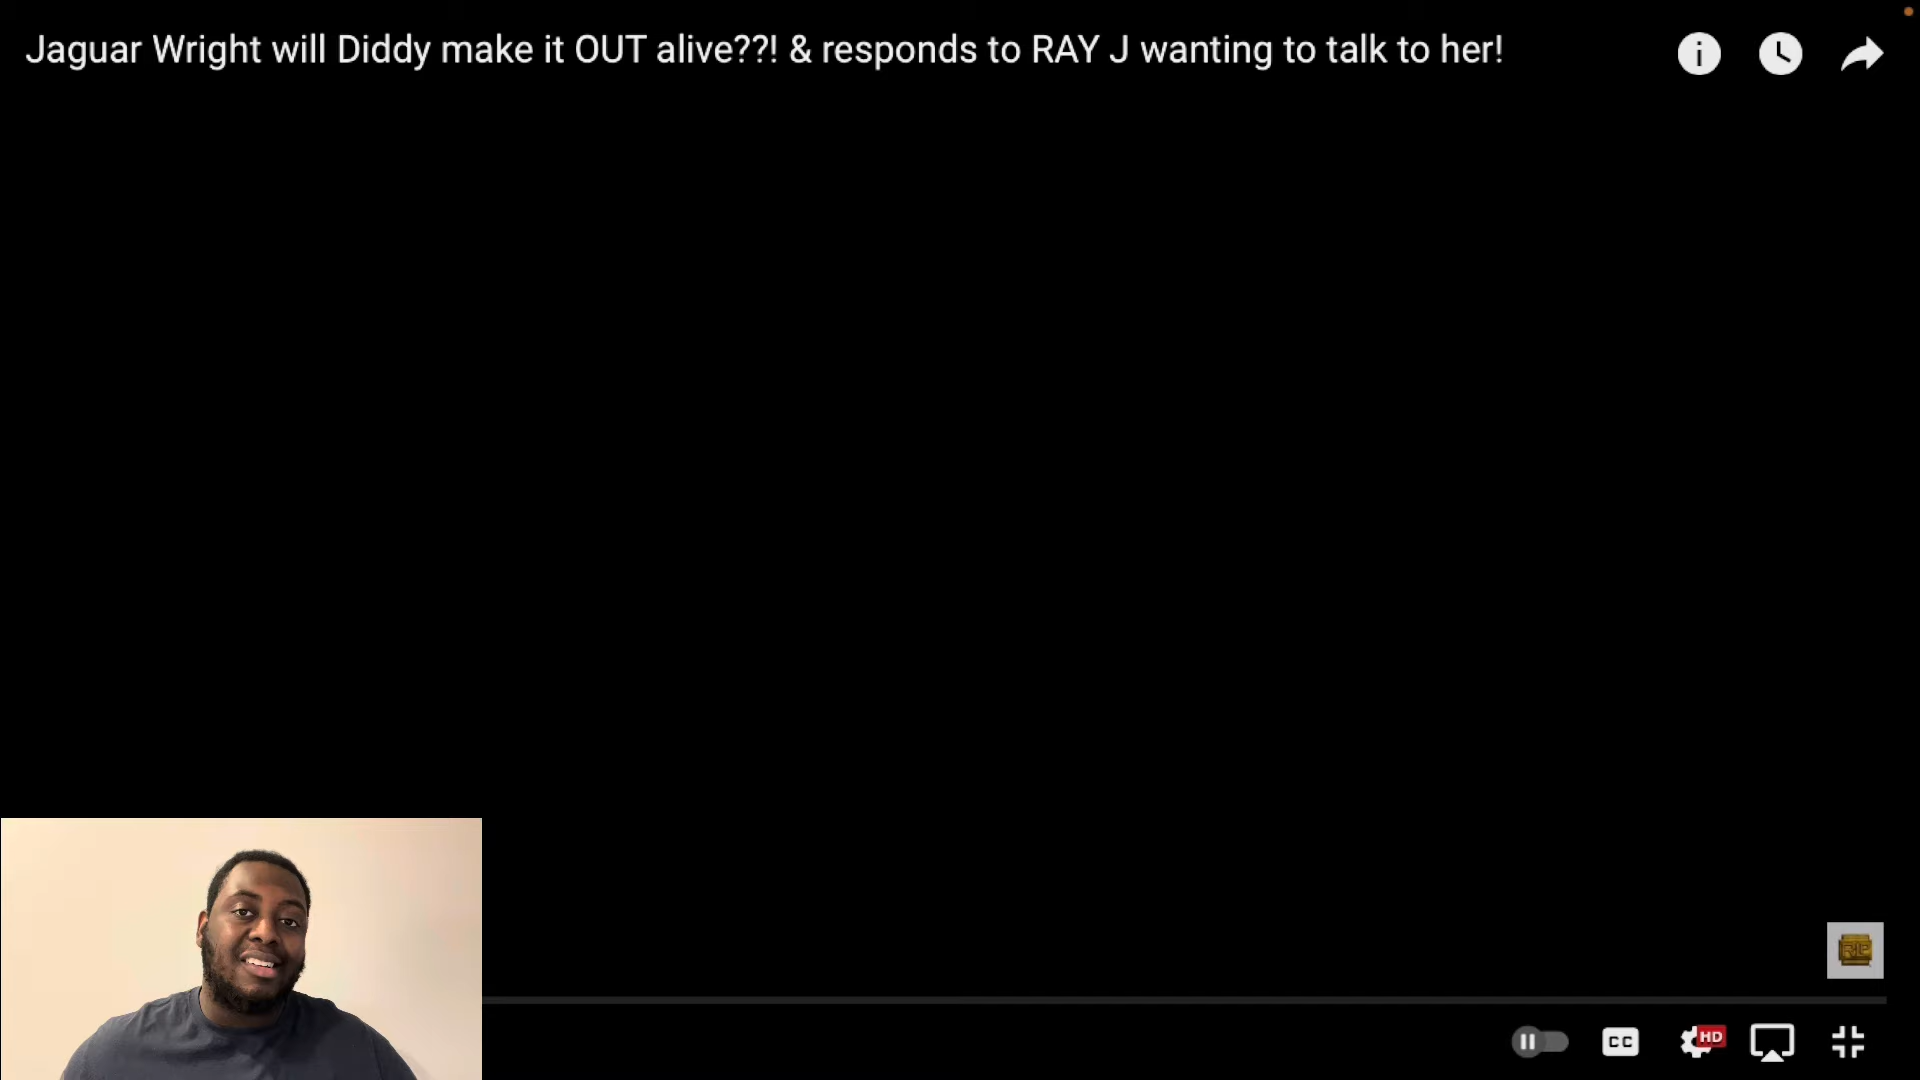 Jaguar Wright will Diddy make it OUT alive??! & responds to RAY J wanting to talk to her!
CC
HD